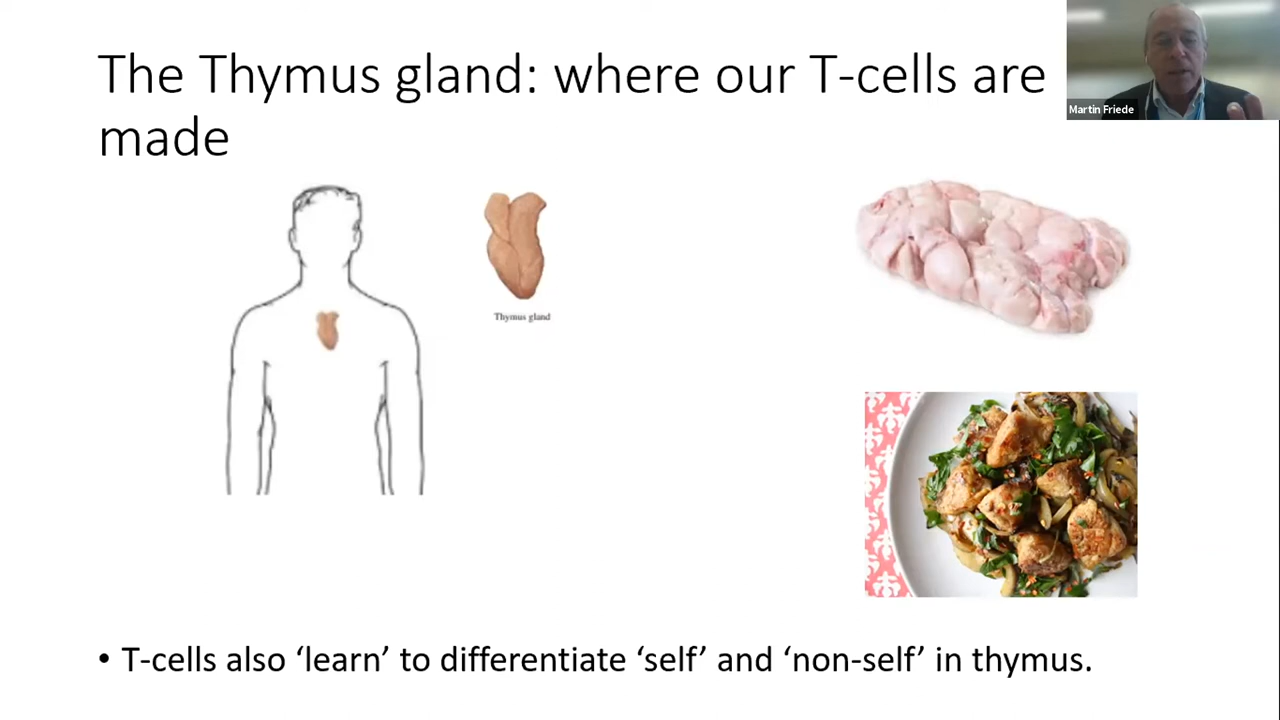 The Thymus gland: where our T-cells are
made
Martin Friede
Thymus gland
• T-cells also ‘learn’ to differentiate ‘self’ and ‘non-self’ in thymus.